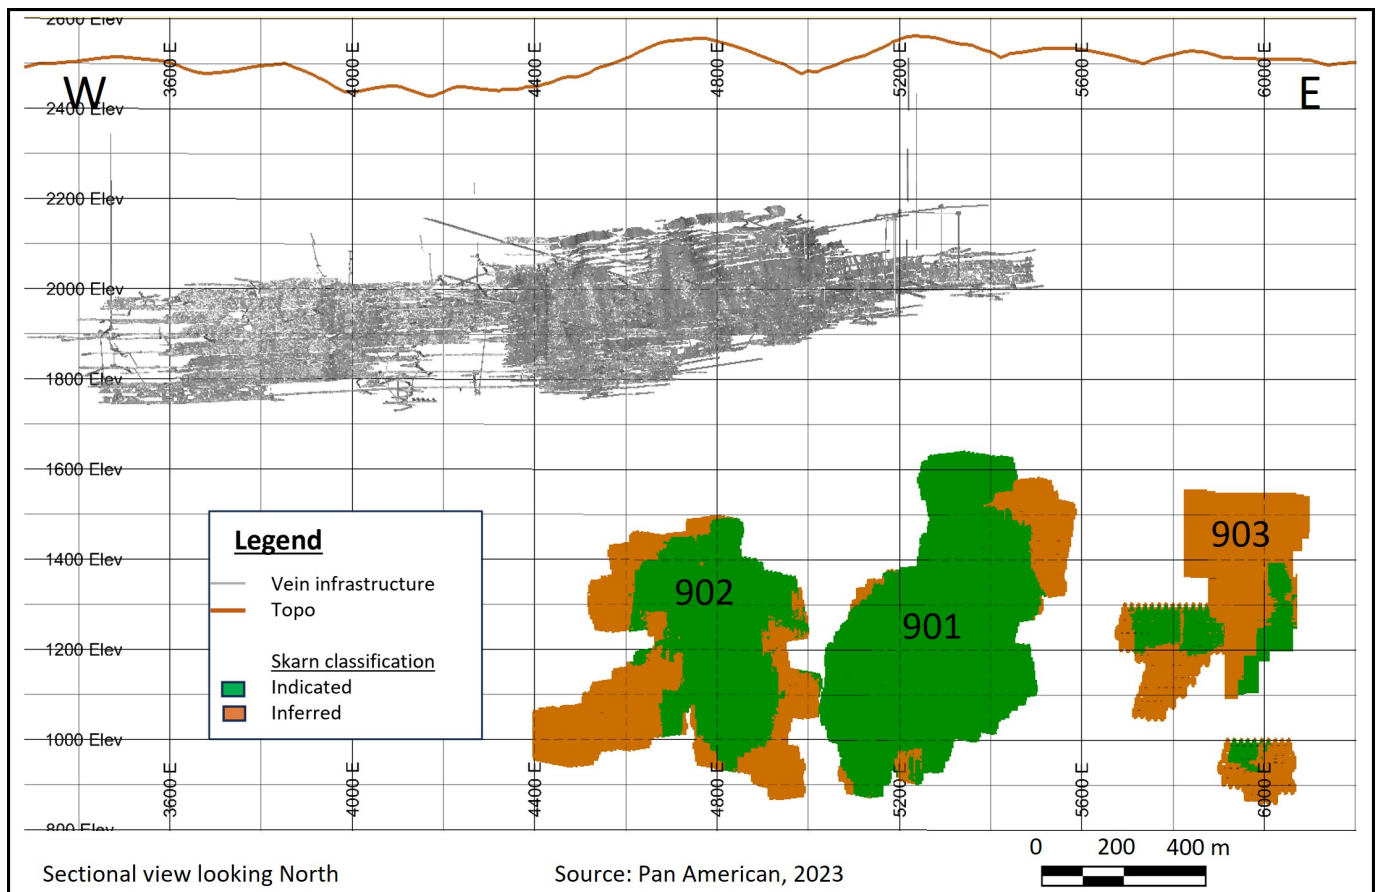 2600 Elev
3600 E
4000 E
4400 E
4800 E
5200 E
5600 E
6000 E
W
E
2400 Elev
2200 Elev
2000 Elev
1800 Elev
1600 Elev
Legend
Vein infrastructure
Topo
Skarn classification
Indicated
Inferred
902
901
903
1400 Elev
1200 Elev
1000 Elev
3600 E
4000 E
4400 E
4800 E
5200 E
5600 E
6000 E
800 Elev
0 200 400 m
Sectional view looking North
Source: Pan American, 2023